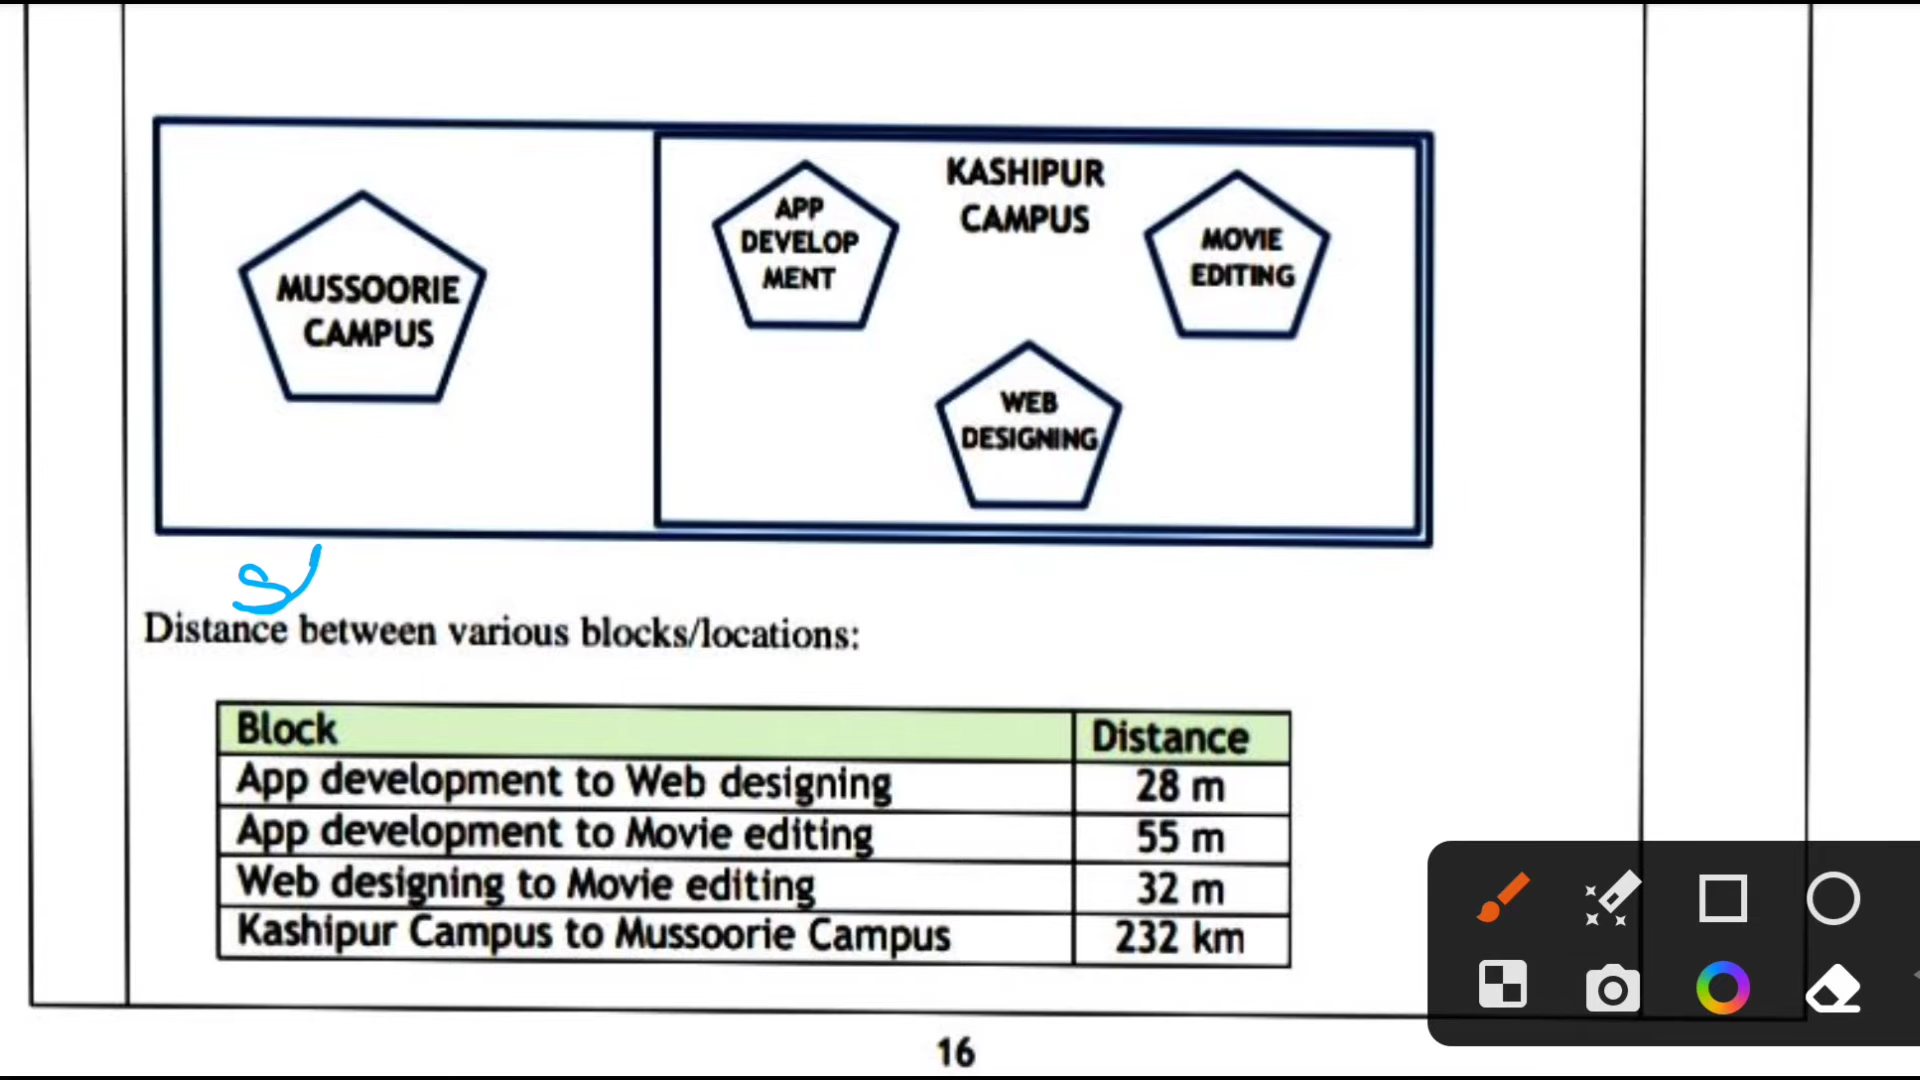 KASHIPUR
CAMPUS
APP
DEVELOP
MENT
MOVIE
EDITING
MUSSOORIE
CAMPUS
WEB
DESIGNING
Distance between various blocks/locations:
Block Distance
App development to Web designing 28 m
App development to Movie editing 55 m
Web designing to Movie editing 32 m
Kashipur Campus to Mussoorie Campus 232 km
16